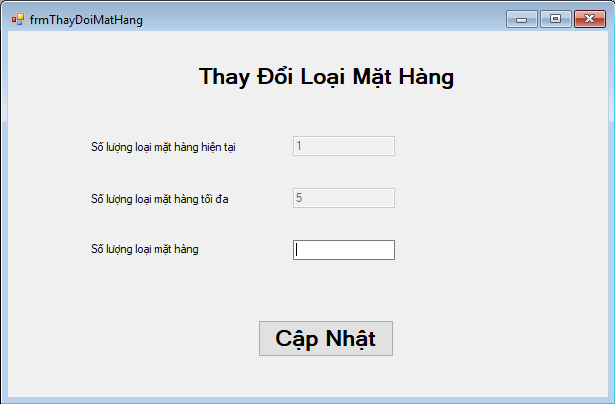 frmThayDoiMatHang
Thay Đổi Loại Mặt Hàng
Số lượng loại mặt hàng hiện tại
1
Số lượng loại mặt hàng tối đa
5
Số lượng loại mặt hàng
Cập Nhật